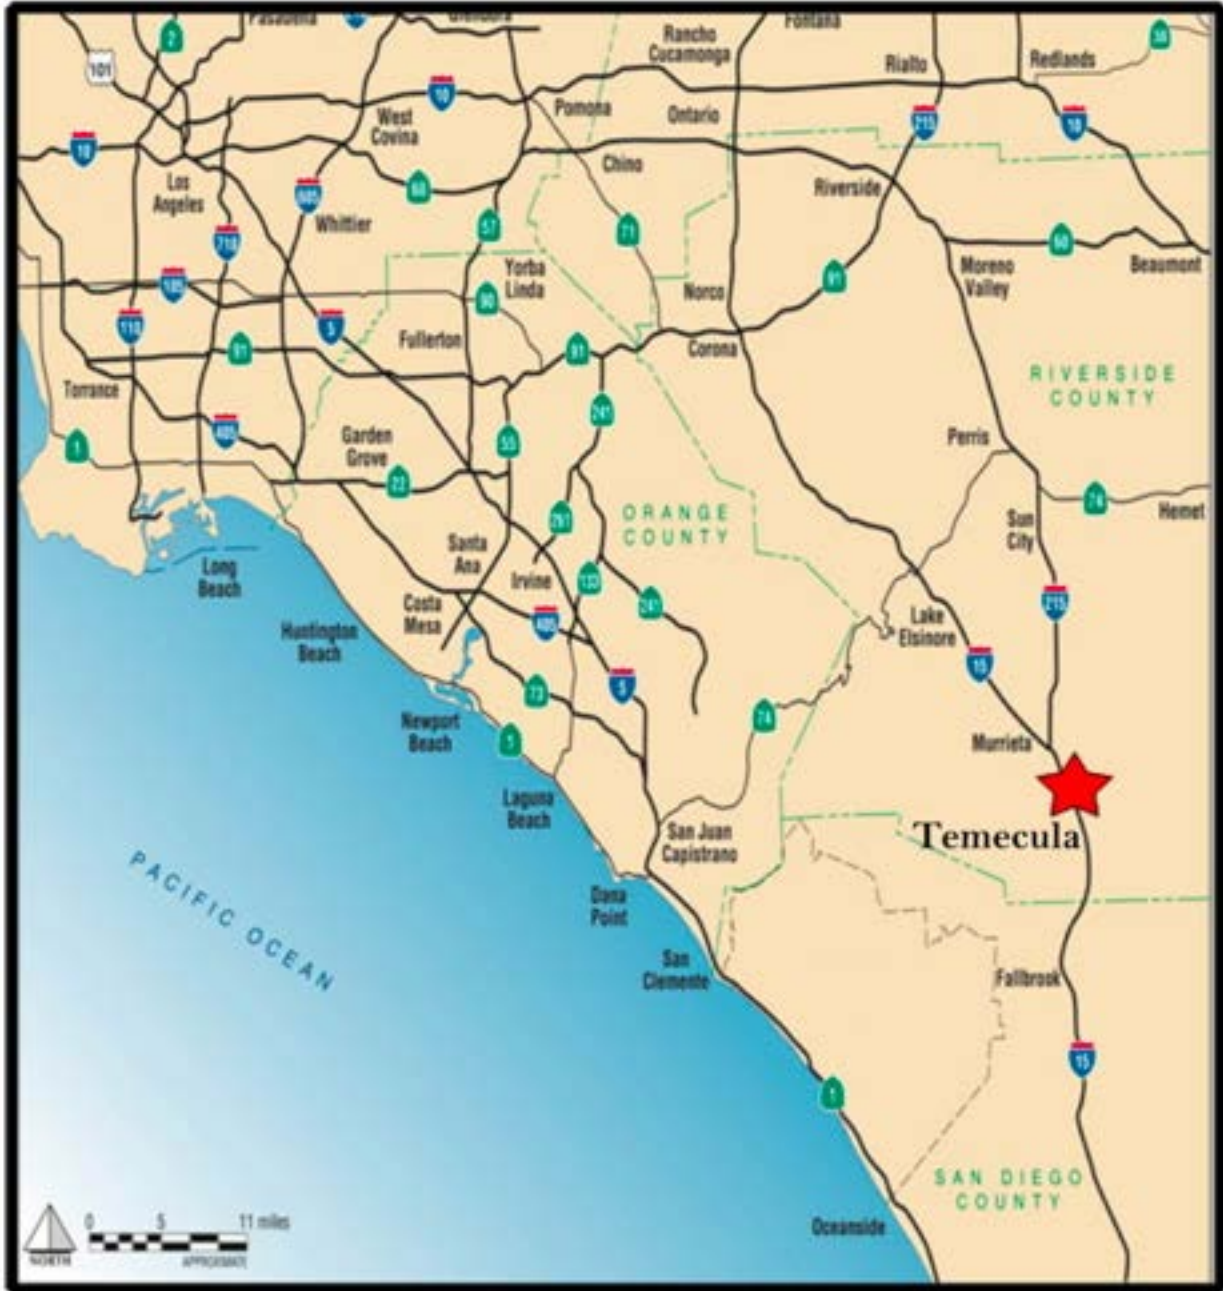 Pasadena
Glendora
Fontana
2
Rancho
Cucamonga
38
101
Rialto
Redlands
10
Pomona
Ontario
215
10
West
Covina
10
Chino
Riverside
Los
Angeles
605
60
Whittier
57
71
710
60
Yorba
Linda
Moreno
Valley
Beaumont
105
90
Norco
91
110
5
Fullerton
91
91
Corona
RIVERSIDE
COUNTY
Torrance
241
405
1
Garden
Grove
55
Perris
22
74
Hemet
ORANGE
COUNTY
261
Sun
City
Santa
Ana
Irvine
133
Long
Beach
241
215
Costa
Mesa
405
Lake
Elsinore
Huntington
Beach
15
73
5
74
Newport
Beach
1
Murrieta
Laguna
Beach
San Juan
Capistrano
Temecula
PACIFIC OCEAN
Dana
Point
San
Clemente
Fallbrook
15
1
SAN DIEGO
COUNTY
Oceanside
0 5 11 miles
NORTH
APPROXIMATE